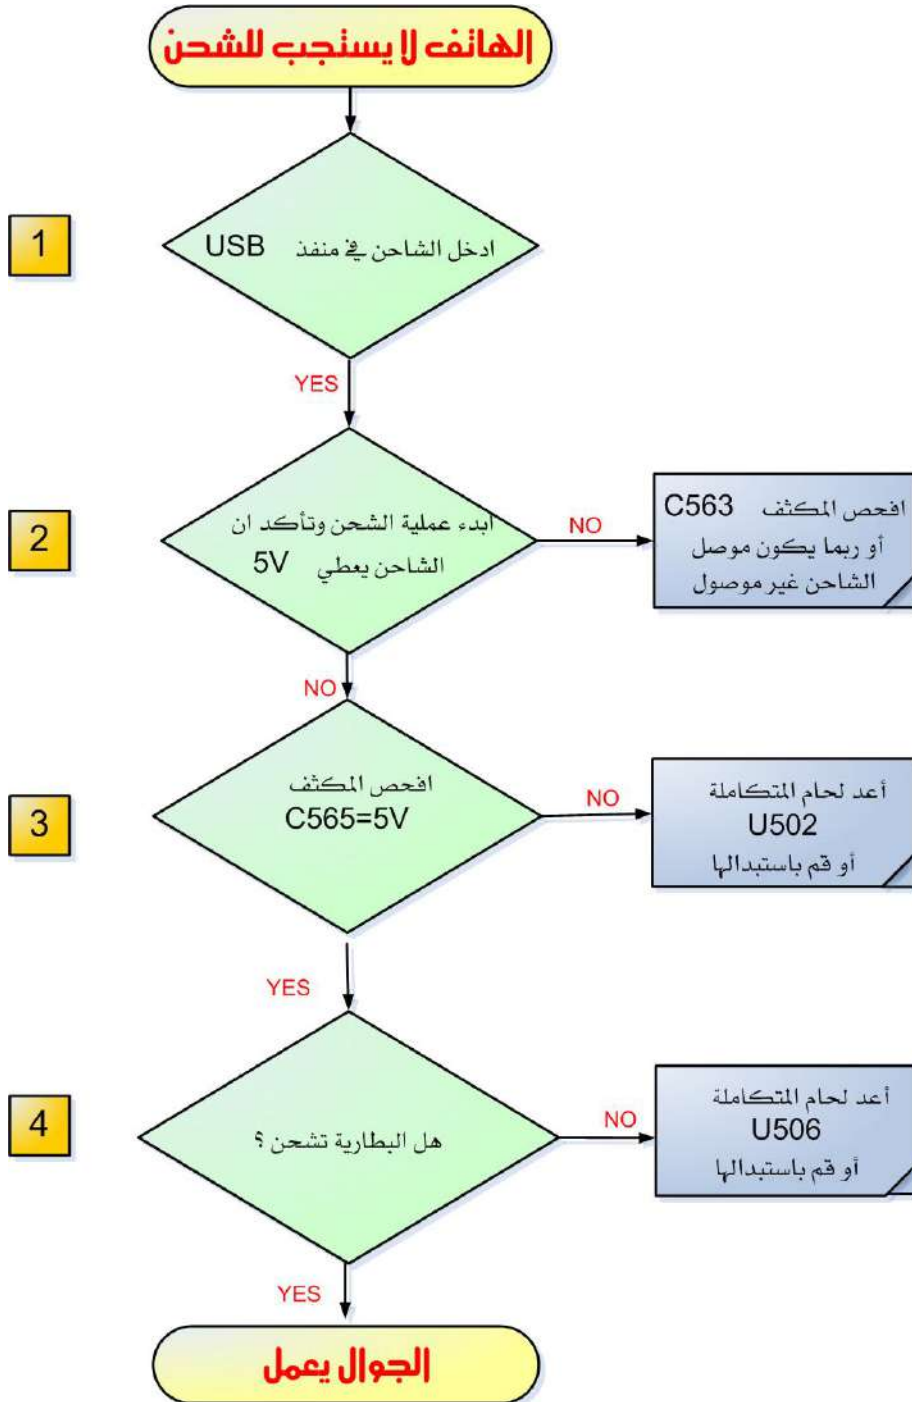 الهاتف لا يستجب للشحن
1
ادخل الشاحن في منفذ USB
YES
2
ابدء عملية الشحن وتأكد ان
الشاحن يعطي 5V
NO
افحص المكثف C563
أو ربما يكون موصل
الشاحن غير موصول
NO
3
افحص المكثف
C565=5V
NO
أعد لحام المتكاملة
U502
أو قم باستبدالها
YES
4
هل البطارية تشحن ؟
NO
أعد لحام المتكاملة
U506
أو قم باستبدالها
YES
الجوال يعمل